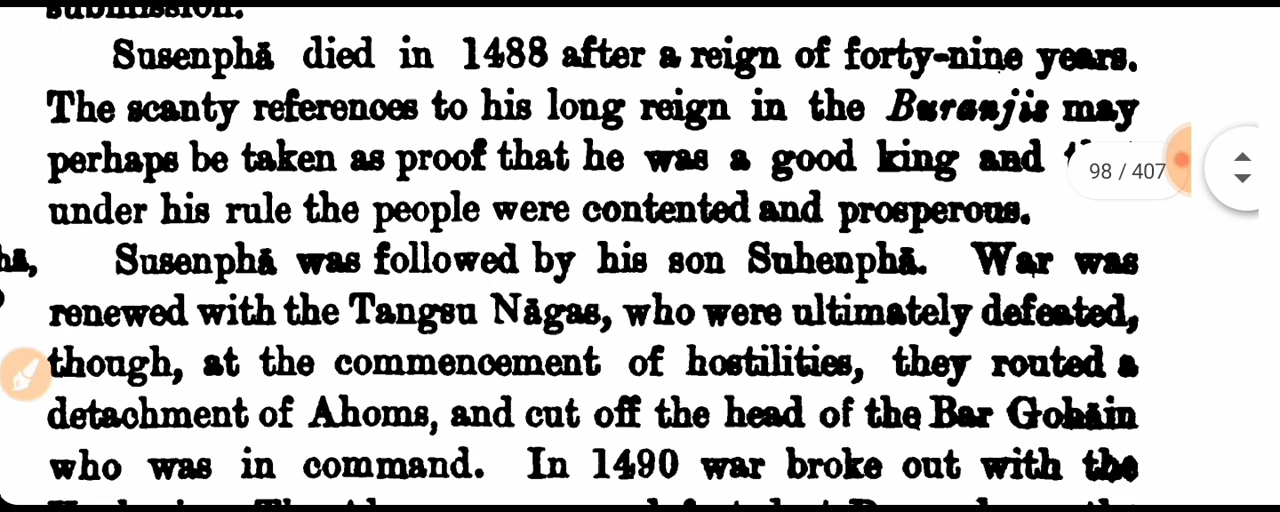 submission.
Susenphā died in 1488 after a reign of forty-nine years.
The scanty references to his long reign in the Buranjis may
perhaps be taken as proof that he was a good king and
98 / 407
under his rule the people were contented and prosperous.
hā,
Susenphā was followed by his son Suhenphā. War was
renewed with the Tangsu Nāgas, who were ultimately defeated,
though, at the commencement of hostilities, they routed a
detachment of Ahoms, and cut off the head of the Bar Gohāin
who was in command. In 1490 war broke out with the